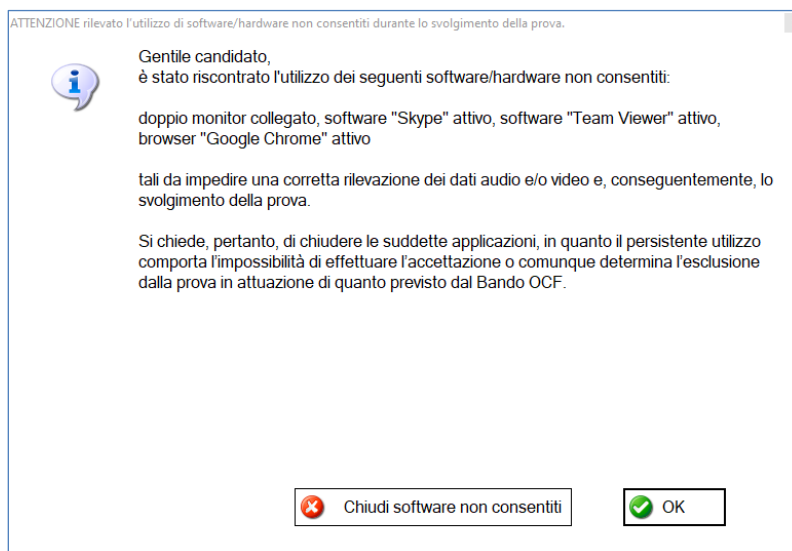 ATTENZIONE rilevato l'utilizzo di software/hardware non consentiti durante lo svolgimento della prova.
Gentile candidato,
è stato riscontrato l'utilizzo dei seguenti software/hardware non consentiti:
doppio monitor collegato, software "Skype" attivo, software "Team Viewer" attivo,
browser "Google Chrome" attivo
tali da impedire una corretta rilevazione dei dati audio e/o video e, conseguentemente, lo
svolgimento della prova.
Si chiede, pertanto, di chiudere le suddette applicazioni, in quanto il persistente utilizzo
comporta l'impossibilità di effettuare l'accettazione o comunque determina l'esclusione
dalla prova in attuazione di quanto previsto dal Bando OCF.
Chiudi software non consentiti
OK